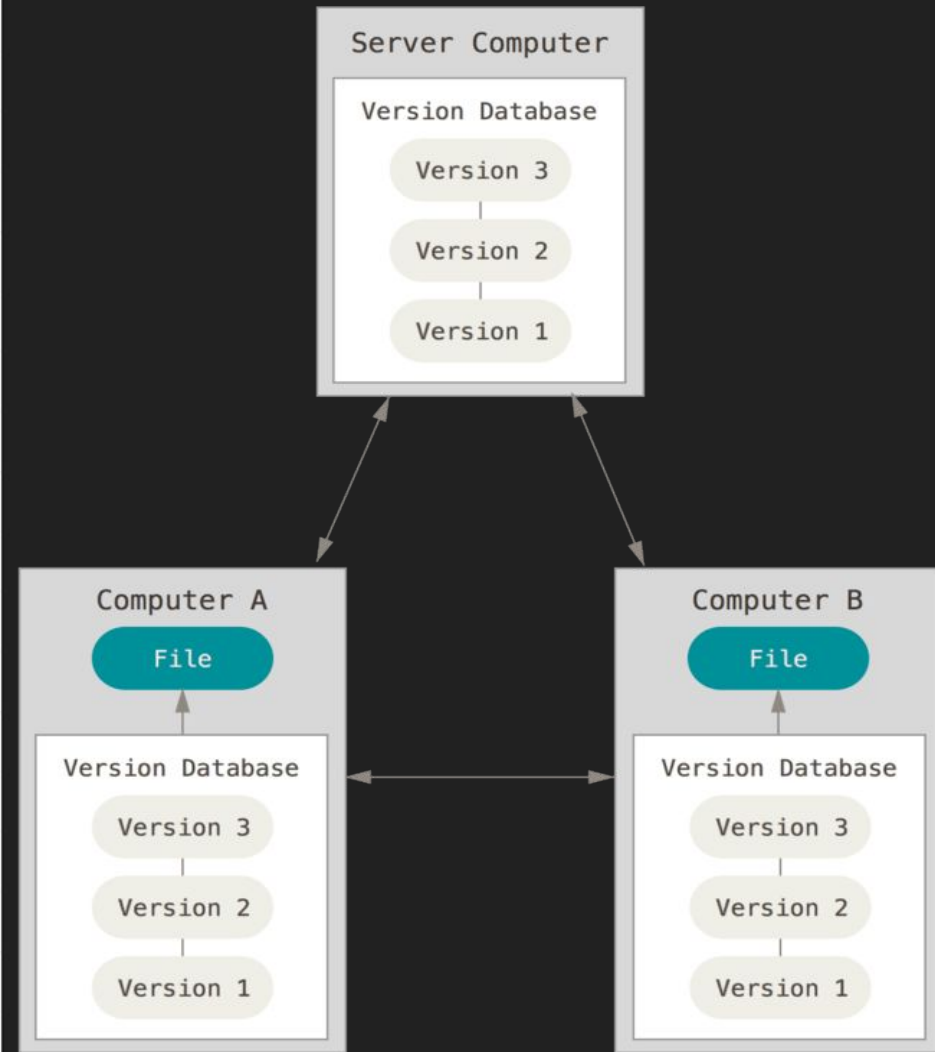 Server Computer
Version Database
Version 3
Version 2
Version 1
Computer A
File
Version Database
Version 3
Version 2
Version 1
Computer B
File
Version Database
Version 3
Version 2
Version 1